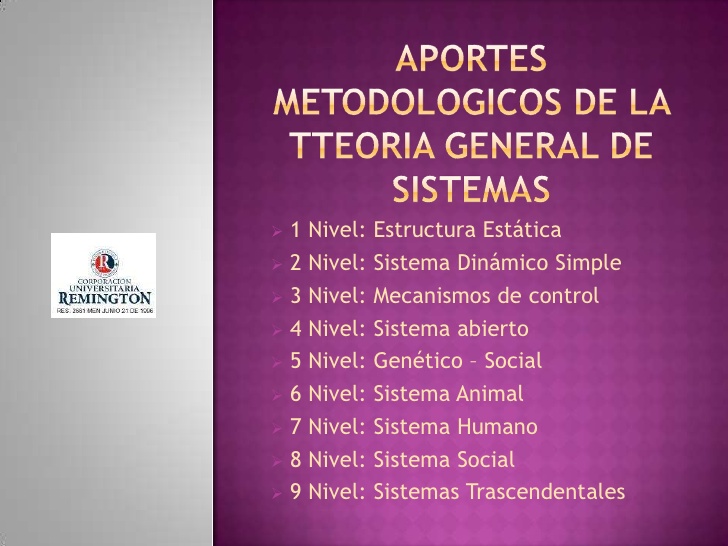 APORTES
METODOLOGICOS DE LA
TTEORIA GENERAL DE
SISTEMAS
1 Nivel: Estructura Estática
2 Nivel: Sistema Dinámico Simple
3 Nivel: Mecanismos de control
4 Nivel: Sistema abierto
5 Nivel: Genético – Social
6 Nivel: Sistema Animal
7 Nivel: Sistema Humano
8 Nivel: Sistema Social
9 Nivel: Sistemas Trascendentales
CORPORACIÓN
UNIVERSITARIA
REMINGTON
RES. 2661 MEN JUNIO 21 DE 1996